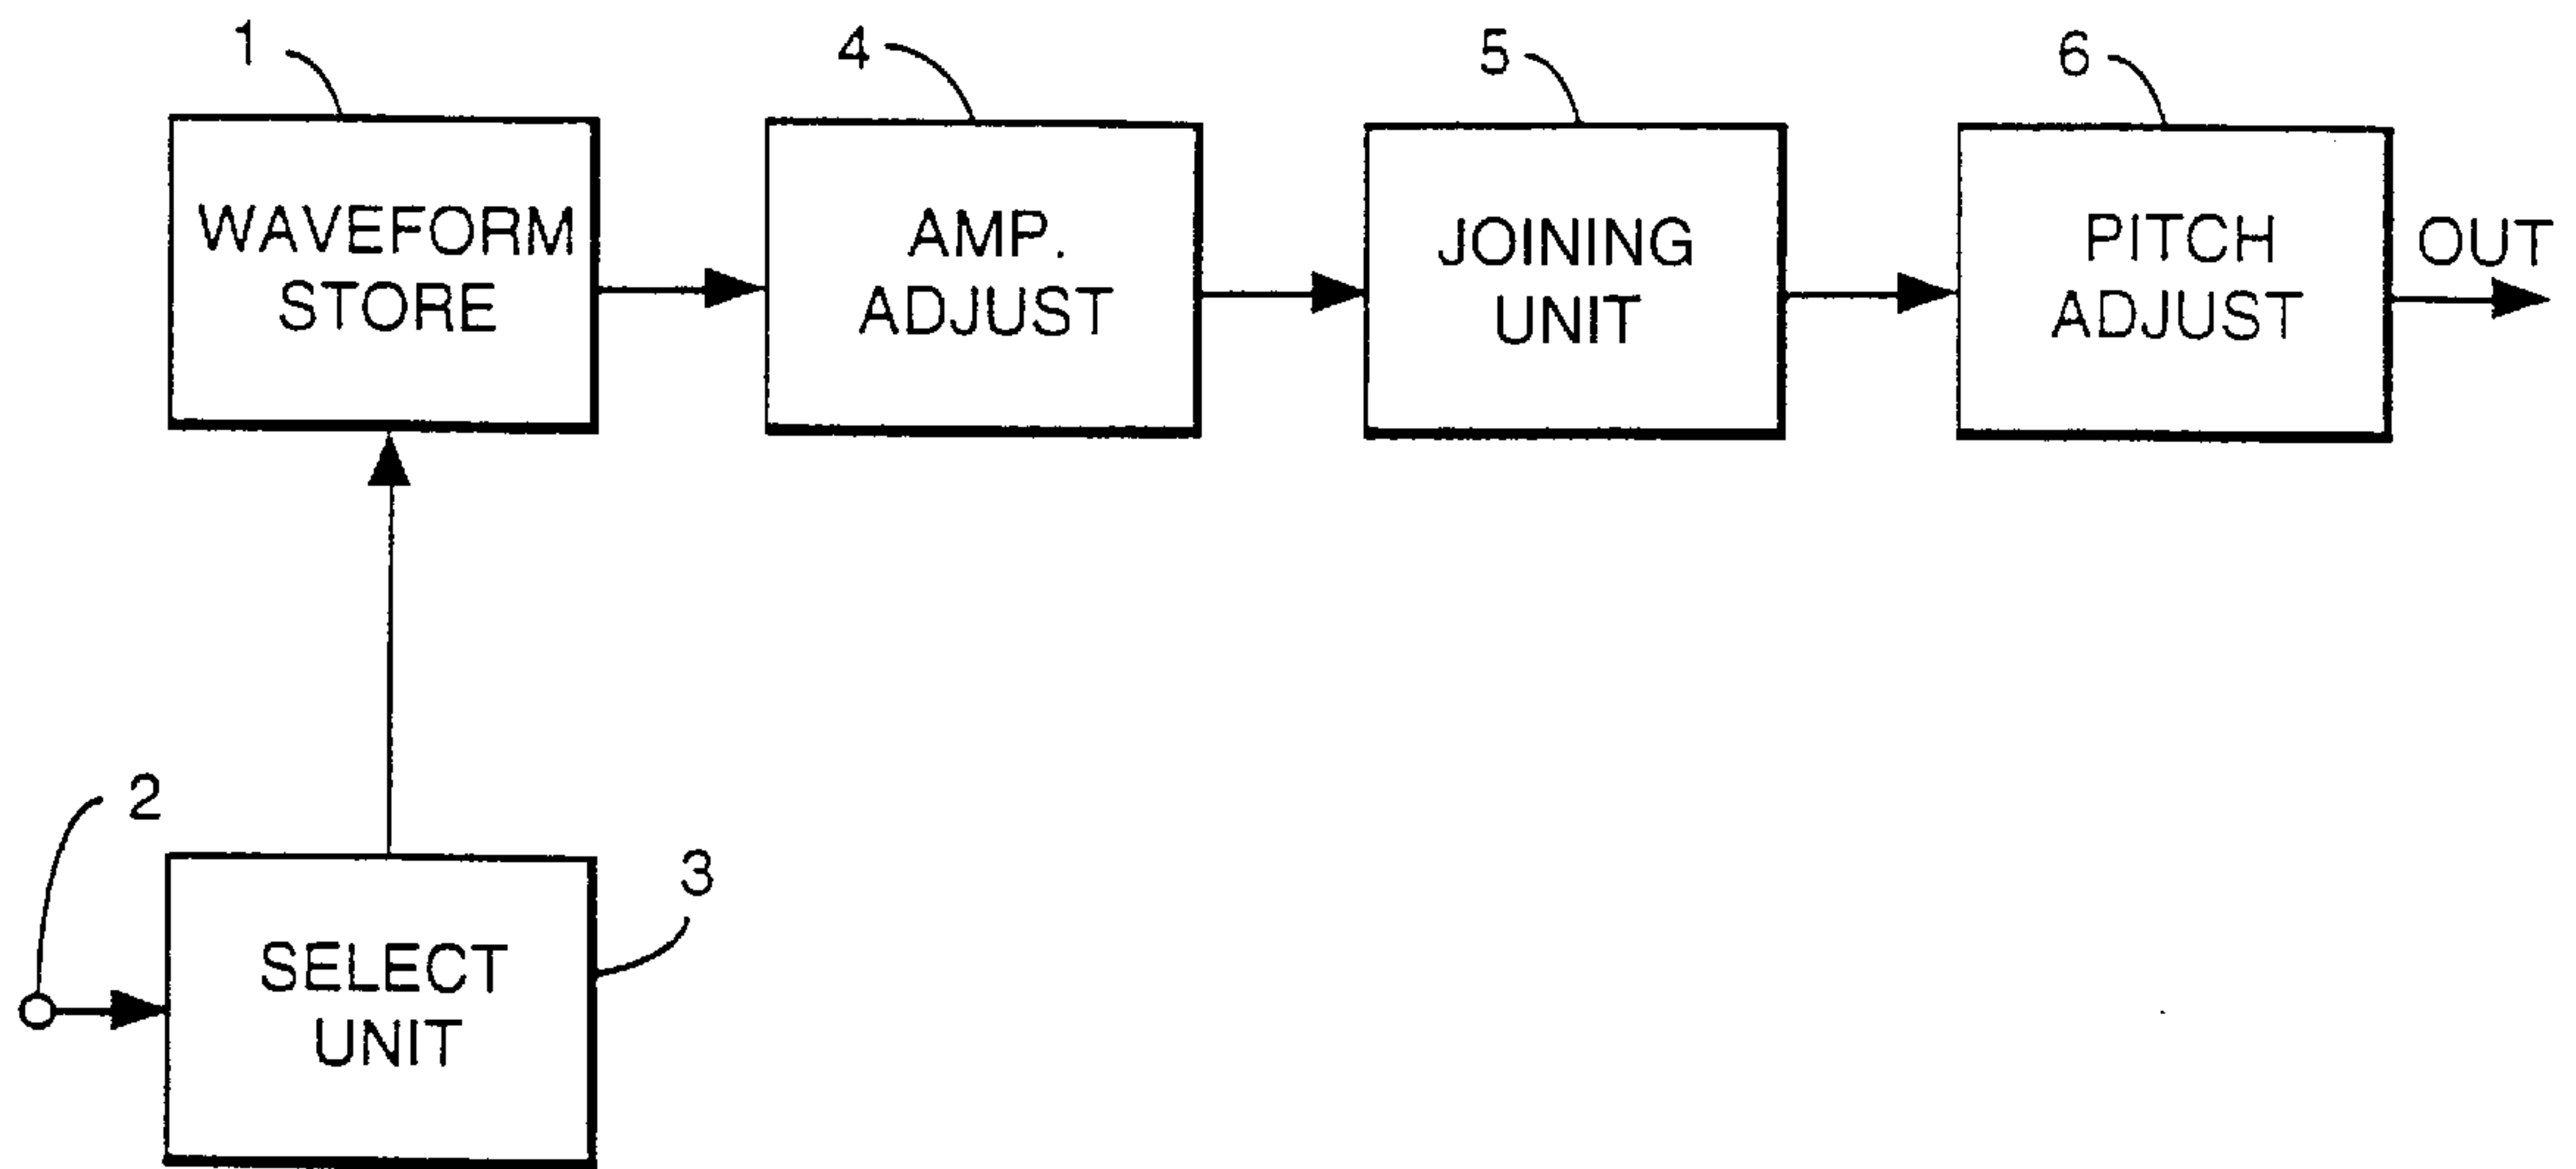 1
4
5
6
WAVEFORM
STORE
AMP.
ADJUST
JOINING
UNIT
PITCH
ADJUST
OUT
2
3
SELECT
UNIT